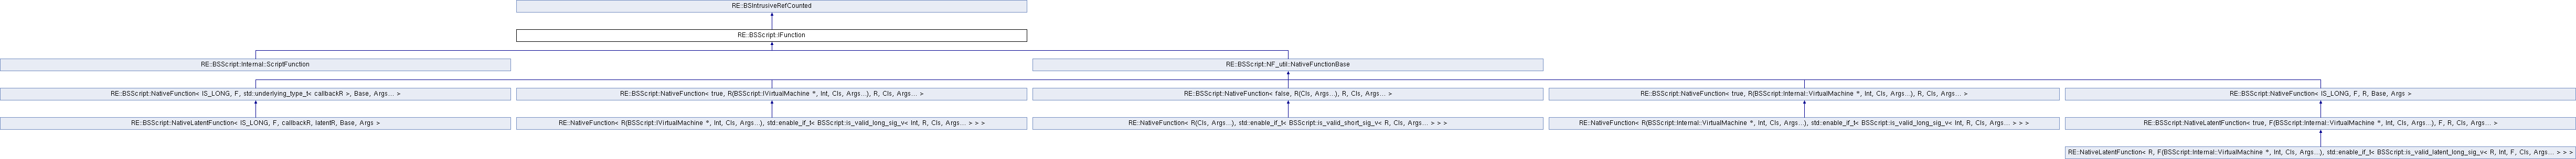 RE::BSIntrusiveRefCounted
RE::BSScript::IFunction
RE::BSScript::Internal::ScriptFunction
RE::BSScript::NF_util::NativeFunctionBase
RE::BSScript::NativeFunction< IS_LONG, F, std::underlying_type_t< callbackR >, Base, Args... >
RE::BSScript::NativeFunction< true, R(BSScript::IVirtualMachine *, Int, Cls, Args...), R, Cls, Args... >
RE::BSScript::NativeFunction< false, R(Cls, Args...), R, Cls, Args... >
RE::BSScript::NativeFunction< true, R(BSScript::Internal::VirtualMachine *, Int, Cls, Args...), R, Cls, Args... >
RE::BSScript::NativeFunction< IS_LONG, F, R, Base, Args >
RE::BSScript::NativeLatentFunction< IS_LONG, F, callbackR, latentR, Base, Args >
RE::NativeFunction< R(BSScript::IVirtualMachine *, Int, Cls, Args...), std::enable_if_t< BSScript::is_valid_long_sig_v< Int, R, Cls, Args... > > >
RE::NativeFunction< R(Cls, Args...), std::enable_if_t< BSScript::is_valid_short_sig_v< R, Cls, Args... > > >
RE::NativeFunction< R(BSScript::Internal::VirtualMachine *, Int, Cls, Args...), std::enable_if_t< BSScript::is_valid_long_sig_v< Int, R, Cls, Args... > > >
RE::BSScript::NativeLatentFunction< true, F(BSScript::Internal::VirtualMachine *, Int, Cls, Args...), F, R, Cls, Args... >
RE::NativeLatentFunction< R, F(BSScript::Internal::VirtualMachine *, Int, Cls, Args...), std::enable_if_t< BSScript::is_valid_latent_long_sig_v< R, Int, F, Cls, Args... > > >